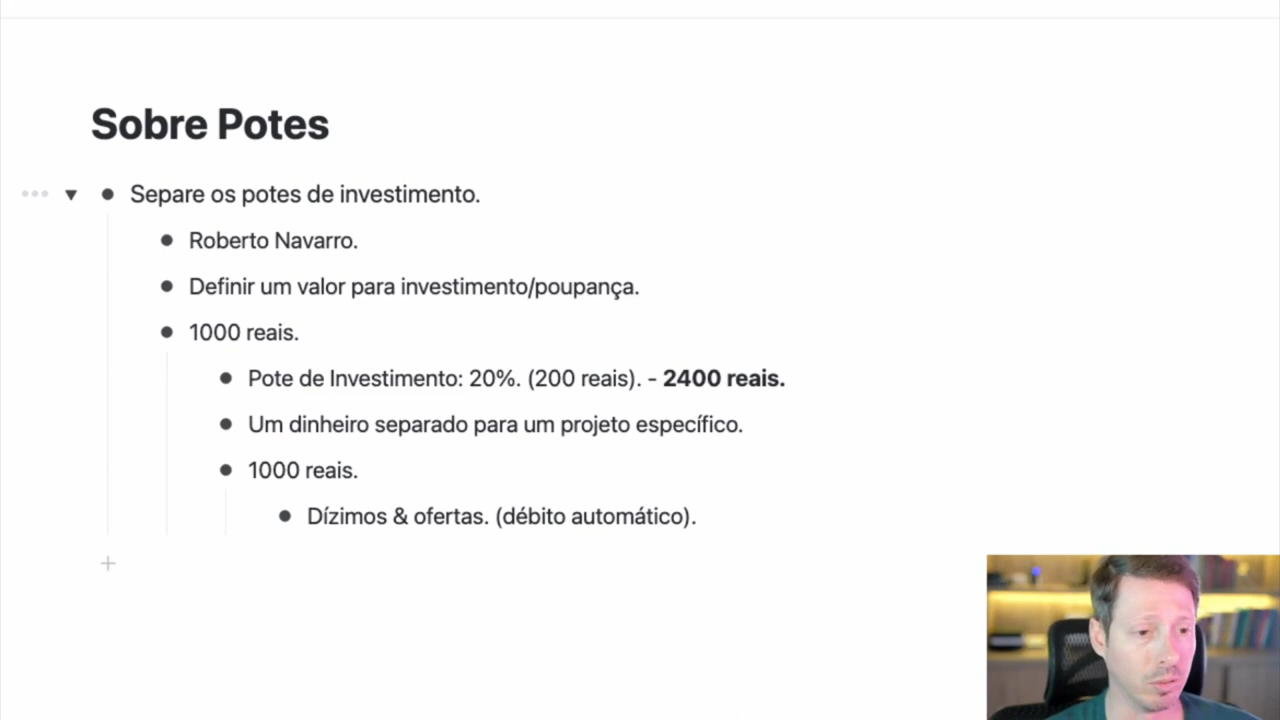 Sobre Potes
Separe os potes de investimento.
Roberto Navarro.
Definir um valor para investimento/poupança.
1000 reais.
Pote de Investimento: 20%. (200 reais). - 2400 reais.
Um dinheiro separado para um projeto específico.
1000 reais.
Dízimos & ofertas. (débito automático).